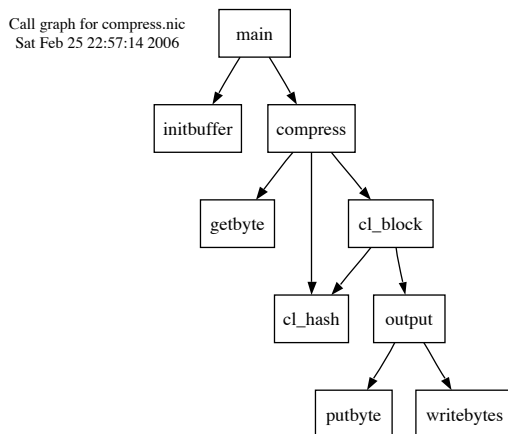 Call graph for compress.nic
Sat Feb 25 22:57:14 2006
main
initbuffer
compress
getbyte
cl_block
cl_hash
output
putbyte
writebytes